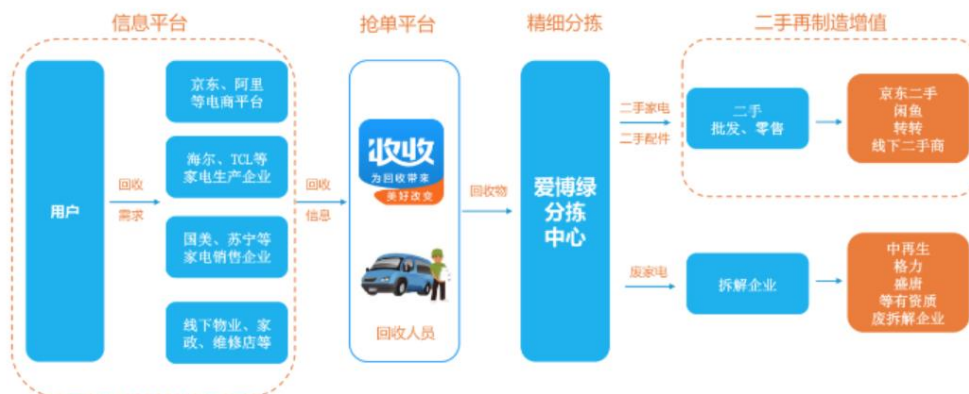 信息平台
抢单平台
精细分拣
二手再制造增值
用户
回收
需求
京东、阿里
等电商平台
海尔、TCL等
家电生产企业
国美、苏宁等
家电销售企业
线下物业、家
政、维修店等
回收
信息
收收
为回收带来
美好改变
回收人员
回收物
爱博绿
分拣
中心
二手家电
二手配件
二手
批发、零售
京东二手
闲鱼
转转
线下二手商
废家电
拆解企业
中再生
格力
盛唐
等有资质
废拆解企业